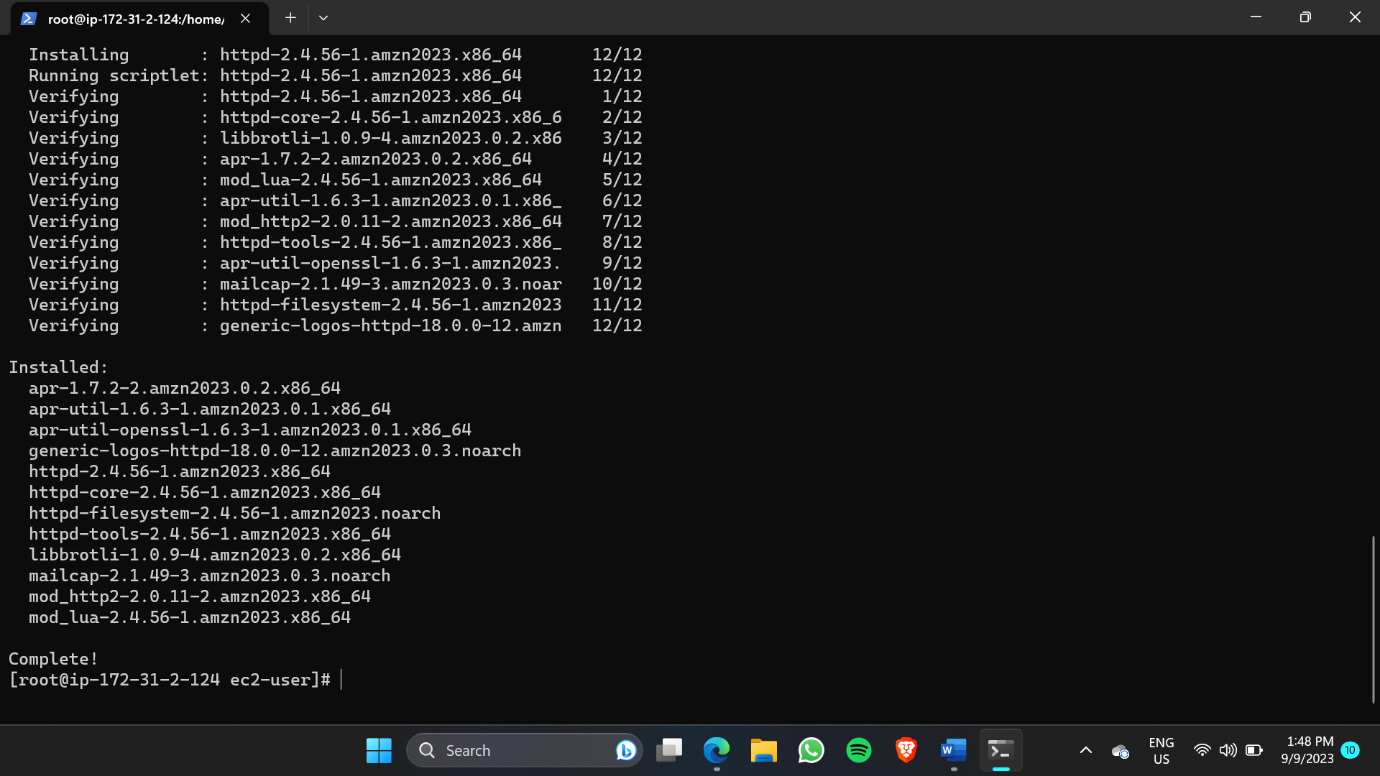 root@ip-172-31-2-124:/home/
Installing : httpd-2.4.56-1.amzn2023.x86_64 12/12
Running scriptlet: httpd-2.4.56-1.amzn2023.x86_64 12/12
Verifying : httpd-2.4.56-1.amzn2023.x86_64 1/12
Verifying : httpd-core-2.4.56-1.amzn2023.x86_6 2/12
Verifying : libbrotli-1.0.9-4.amzn2023.0.2.x86 3/12
Verifying : apr-1.7.2-2.amzn2023.0.2.x86_64 4/12
Verifying : mod_lua-2.4.56-1.amzn2023.x86_64 5/12
Verifying : apr-util-1.6.3-1.amzn2023.0.1.x86_ 6/12
Verifying : mod_http2-2.0.11-2.amzn2023.x86_64 7/12
Verifying : httpd-tools-2.4.56-1.amzn2023.x86_ 8/12
Verifying : apr-util-openssl-1.6.3-1.amzn2023. 9/12
Verifying : mailcap-2.1.49-3.amzn2023.0.3.noar 10/12
Verifying : httpd-filesystem-2.4.56-1.amzn2023 11/12
Verifying : generic-logos-httpd-18.0.0-12.amzn 12/12
Installed:
apr-1.7.2-2.amzn2023.0.2.x86_64
apr-util-1.6.3-1.amzn2023.0.1.x86_64
apr-util-openssl-1.6.3-1.amzn2023.0.1.x86_64
generic-logos-httpd-18.0.0-12.amzn2023.0.3.noarch
httpd-2.4.56-1.amzn2023.x86_64
httpd-core-2.4.56-1.amzn2023.x86_64
httpd-filesystem-2.4.56-1.amzn2023.noarch
httpd-tools-2.4.56-1.amzn2023.x86_64
libbrotli-1.0.9-4.amzn2023.0.2.x86_64
mailcap-2.1.49-3.amzn2023.0.3.noarch
mod_http2-2.0.11-2.amzn2023.x86_64
mod_lua-2.4.56-1.amzn2023.x86_64
Complete!
[root@ip-172-31-2-124 ec2-user]#
Search
ENG
US
1:48 PM
9/9/2023
10